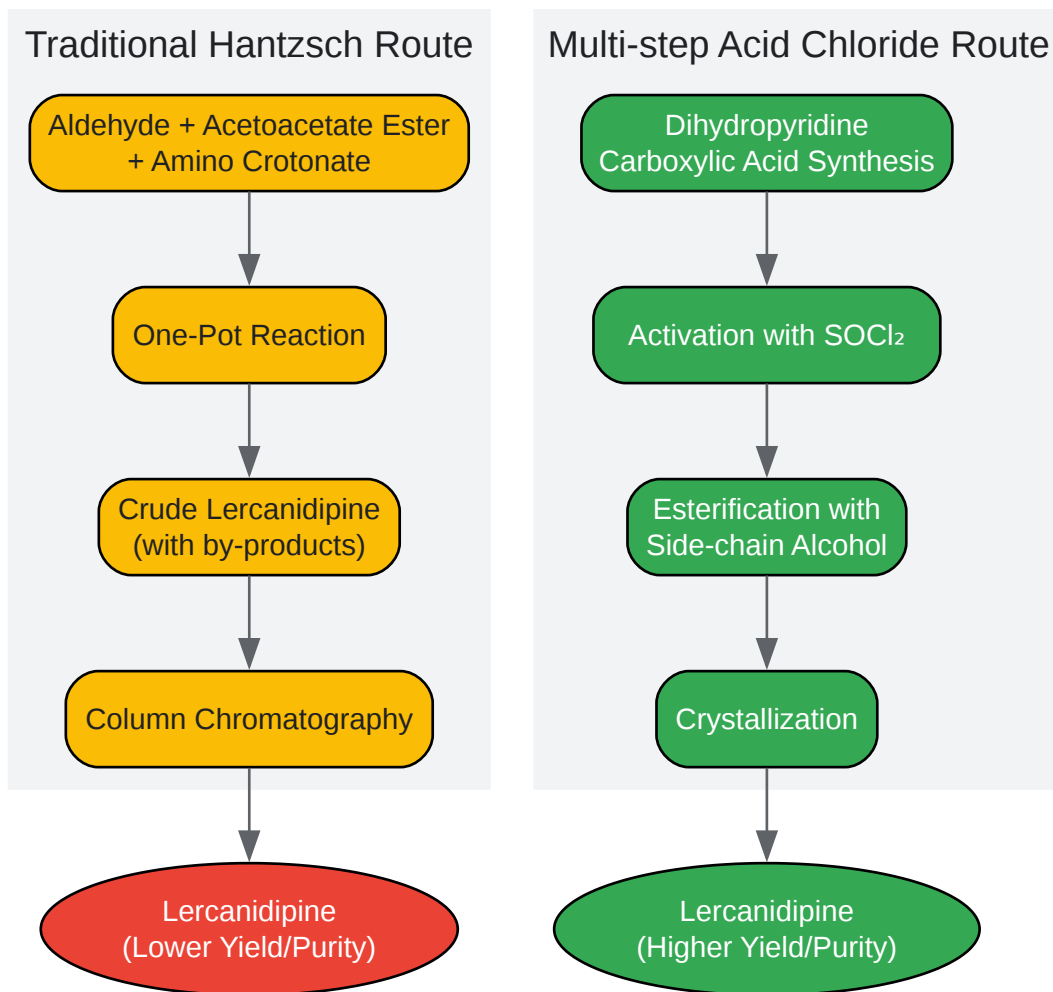 Traditional Hantzsch Route
Aldehyde + Acetoacetate Ester
+ Amino Crotonate
One-Pot Reaction
Crude Lercanidipine
(with by-products)
Column Chromatography
Lercanidipine
(Lower Yield/Purity)
Multi-step Acid Chloride Route
Dihydropyridine
Carboxylic Acid Synthesis
Activation with SOCl₂
Esterification with
Side-chain Alcohol
Crystallization
Lercanidipine
(Higher Yield/Purity)